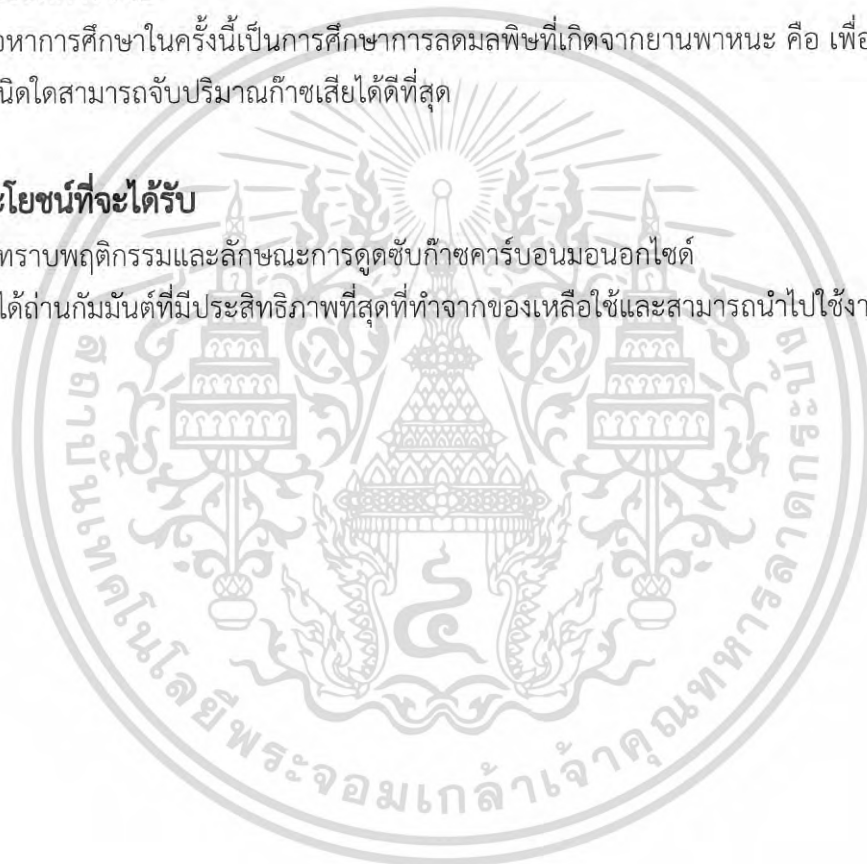 อหาการศึกษาในครั้งนี้เป็นการศึกษาการลดมลพิษที่เกิดจากยานพาหนะ คือ เพื่อ
นิดใดสามารถจับปริมาณก๊าซเสียได้ดีที่สุด
ะโยชน์ที่จะได้รับ
ทราบพฤติกรรมและลักษณะการดูดซับก๊าซคาร์บอนมอนอกไซด์
ได้ถ่านกัมมันต์ที่มีประสิทธิภาพที่สุดที่ทำจากของเหลือใช้และสามารถนำไปใช้งา
สถาบันเทคโนโลยีพระจอมเกล้าเจ้าคุณทหารลาดกระบัง
๔